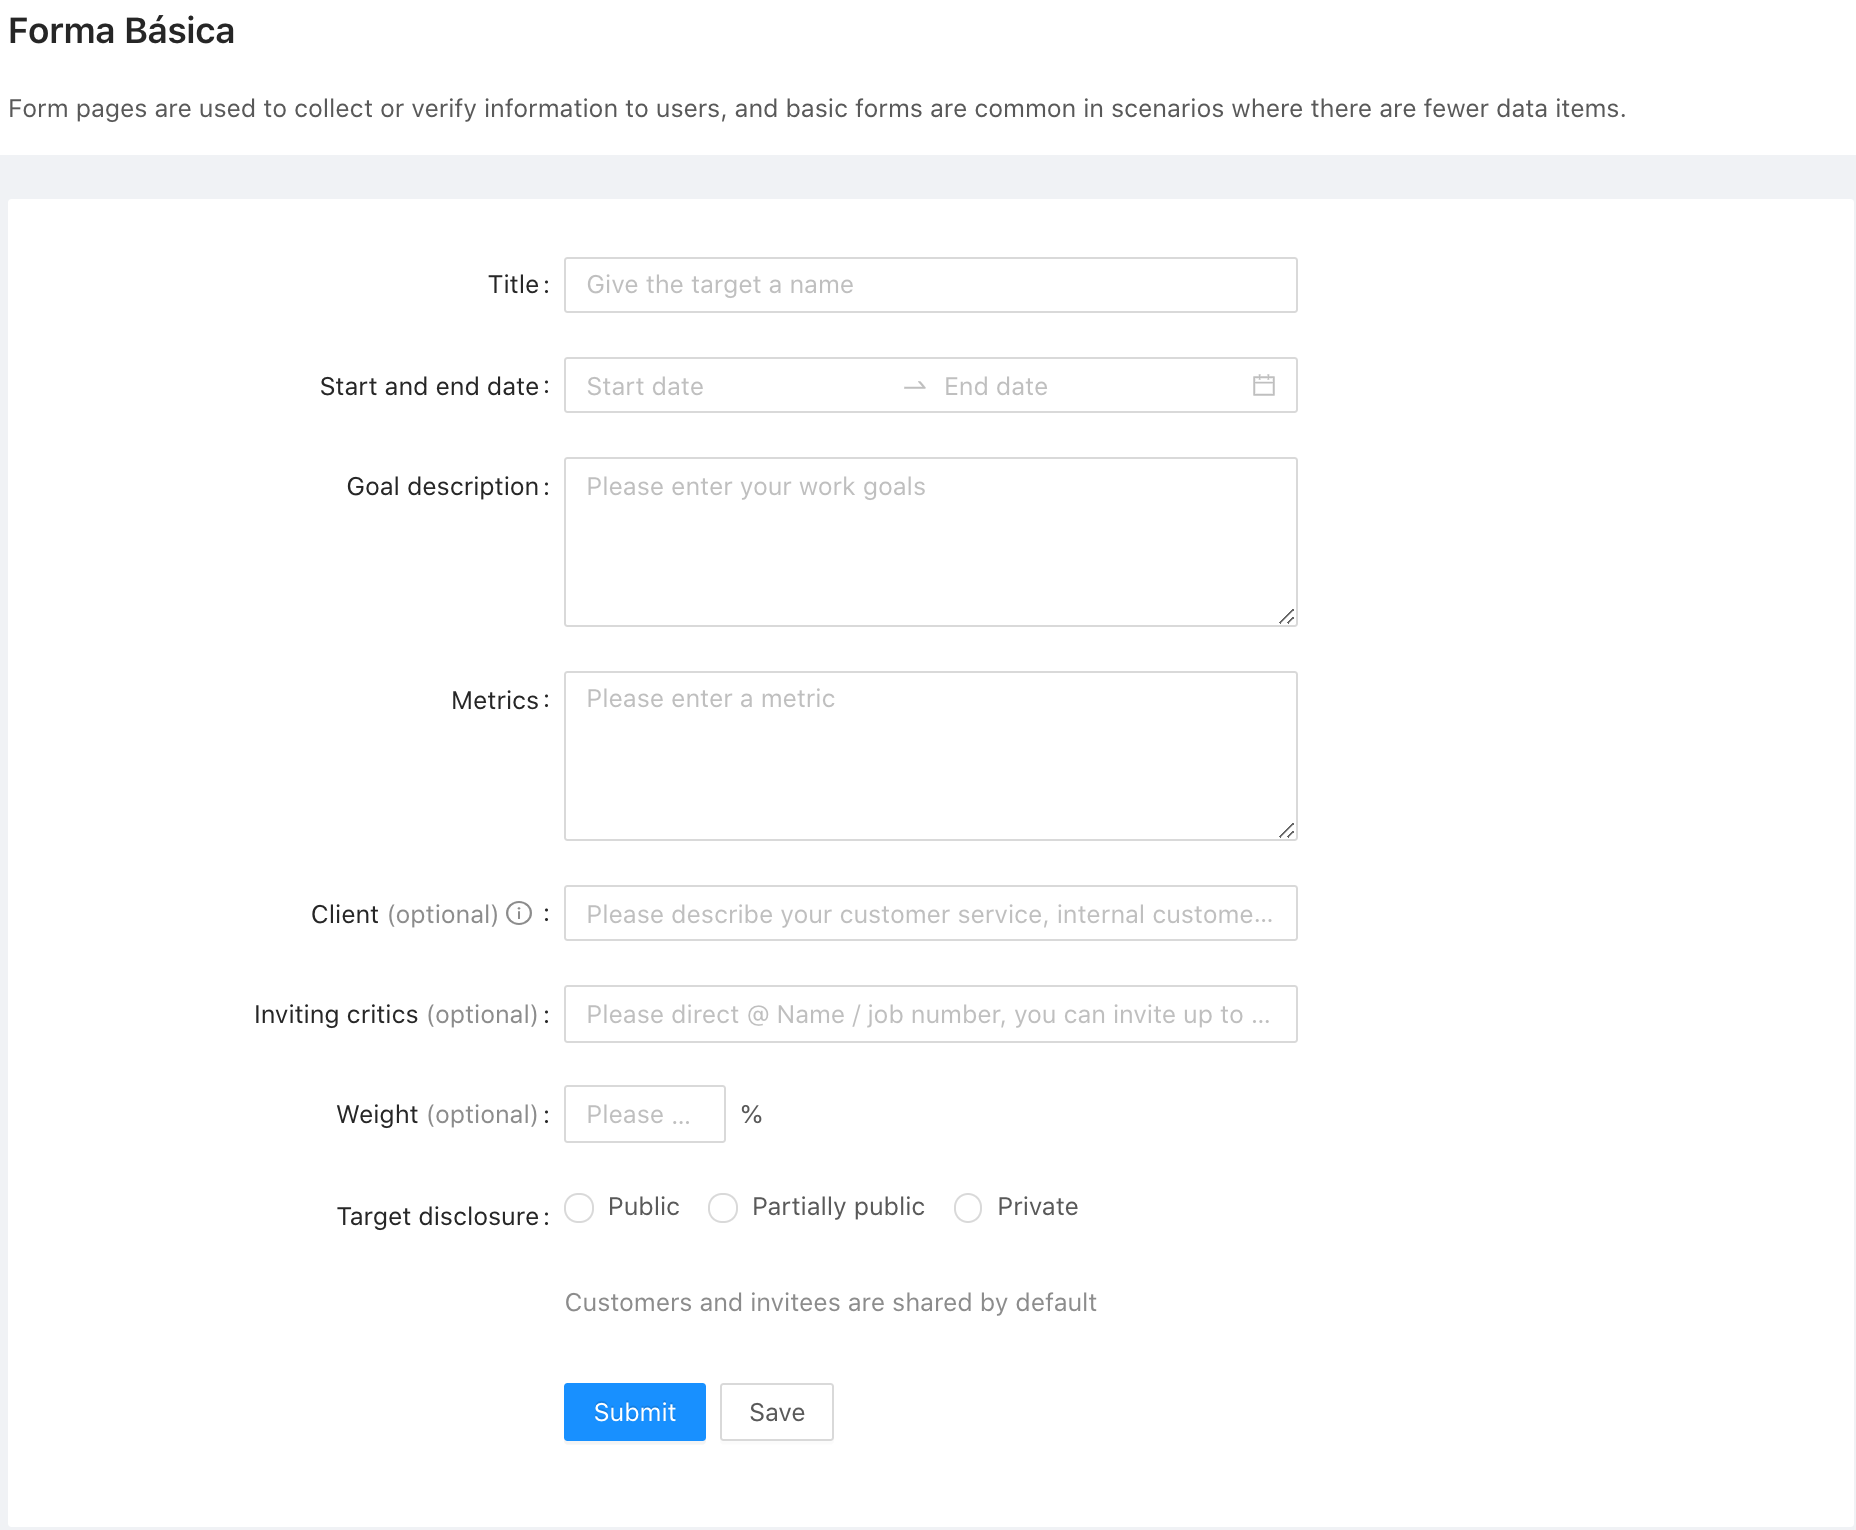 Forma Básica
Form pages are used to collect or verify information to users, and basic forms are common in scenarios where there are fewer data items.
Title: Give the target a name
Start and end date: Start date → End date
Goal description: Please enter your work goals
Metrics: Please enter a metric
Client (optional) : Please describe your customer service, internal custome...
Inviting critics (optional): Please direct @ Name / job number, you can invite up to ...
Weight (optional): Please ... %
Target disclosure: Public Partially public Private
Customers and invitees are shared by default
Submit Save